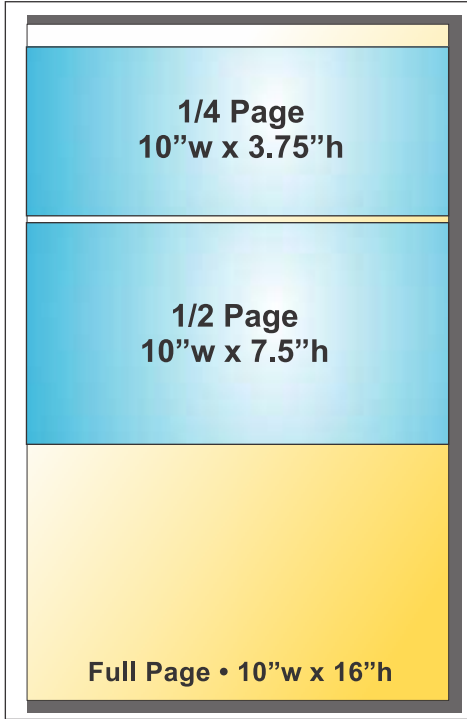 1/4 Page
10”w x 3.75”h
1/2 Page
10”w x 7.5”h
Full Page • 10”w x 16”h